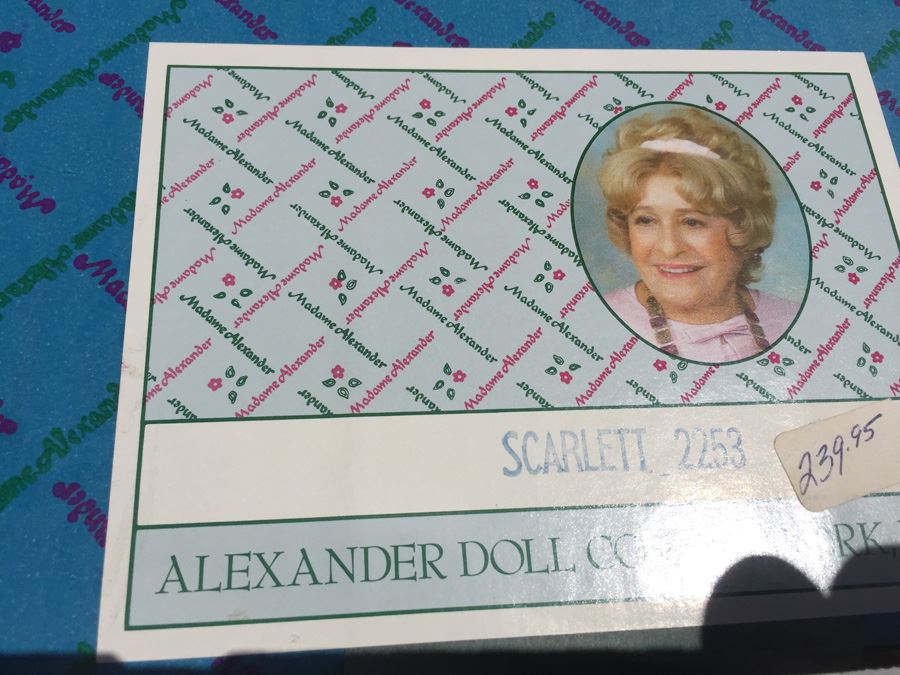 Madame Alexander
SCARLETT 2253
239.95
ALEXANDER DOLL